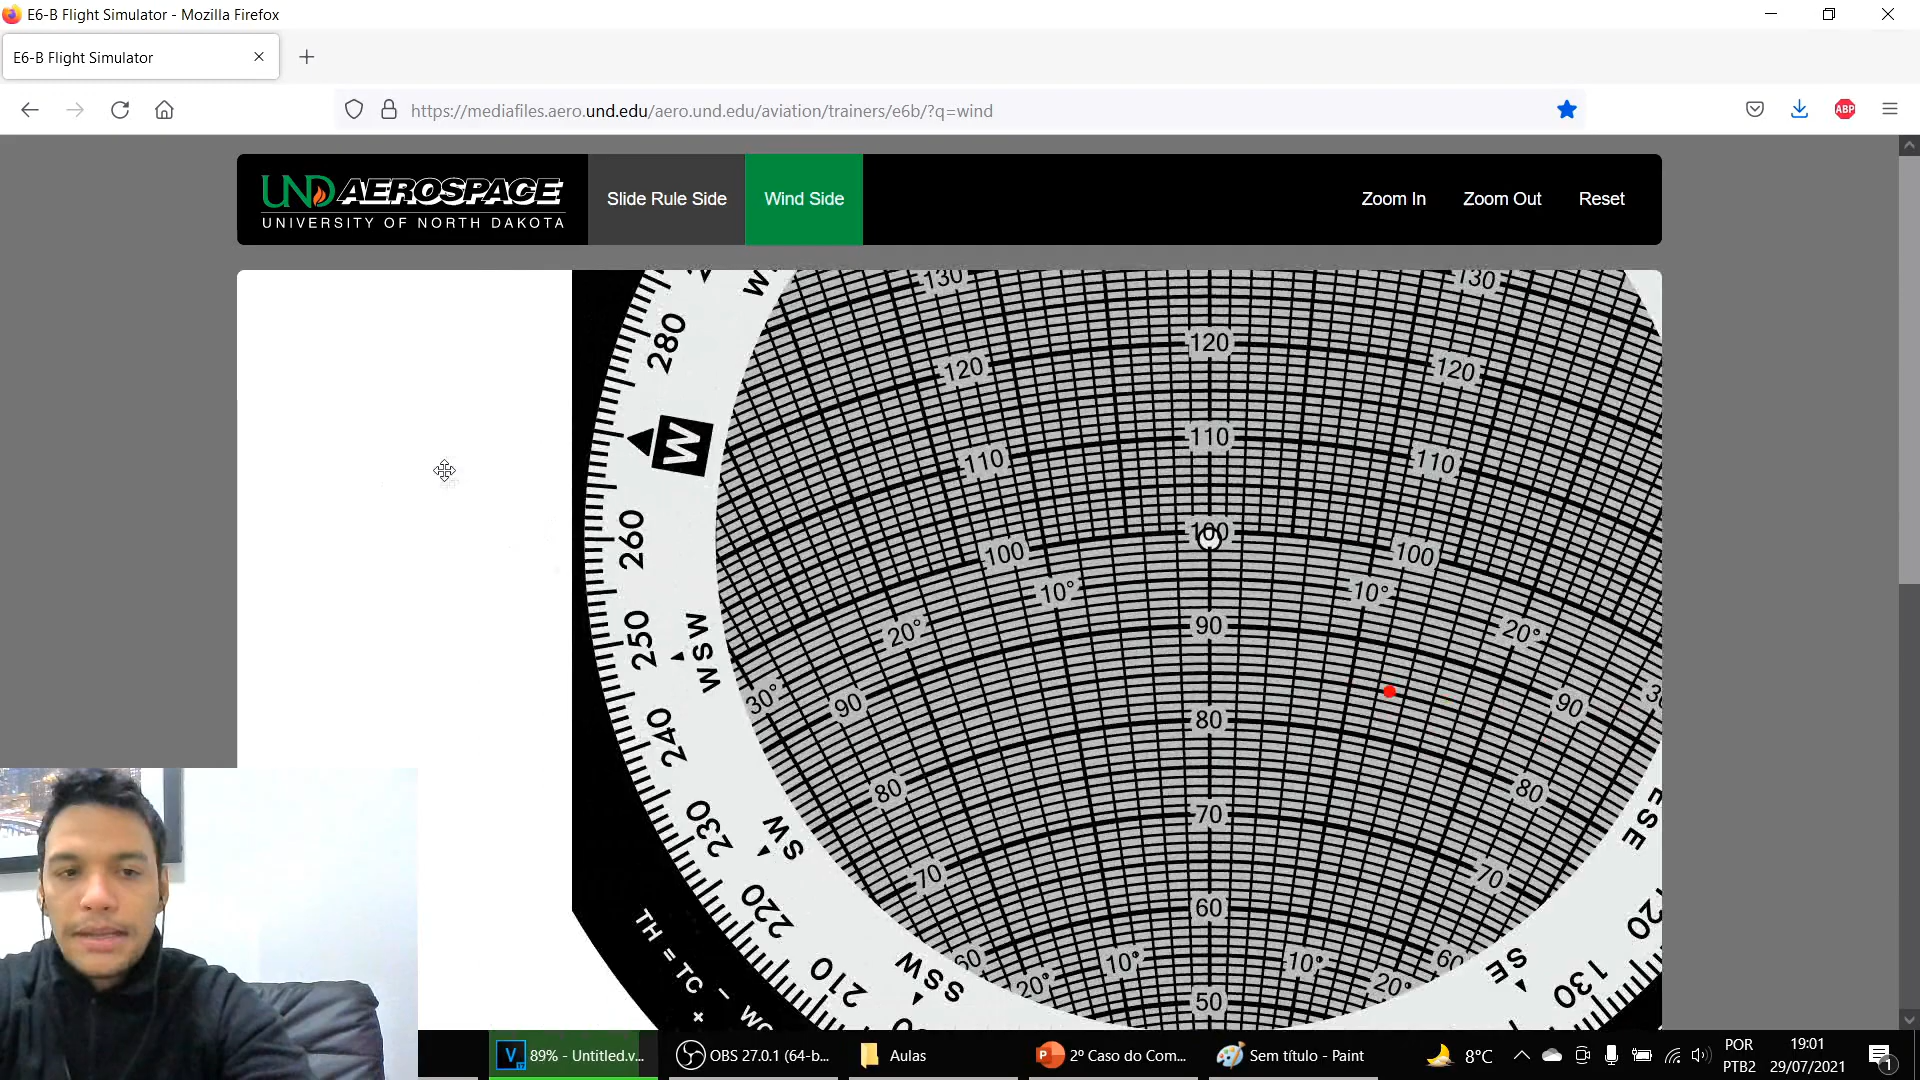 E6-B Flight Simulator - Mozilla Firefox
E6-B Flight Simulator
https://mediafiles.aero.und.edu/aero.und.edu/aviation/trainers/e6b/?q=wind
ABP
UND AEROSPACE
UNIVERSITY OF NORTH DAKOTA
Slide Rule Side
Wind Side
Zoom In
Zoom Out
Reset
130
130
280
120
120
120
W
110
110
110
260
100
100
100
10°
10°
250
WSW
90
20°
20°
30°
90
90
240
80
80
80
230
SW
70
70
70
ESE
220
60
60
60
10°
10°
20°
20°
TH = TC
210
SSW
SE
120
130
50
89% - Untitled.v...
OBS 27.0.1 (64-b...
Aulas
2º Caso do Com...
Sem título - Paint
8°C
POR
PTB2
19:01
29/07/2021
1